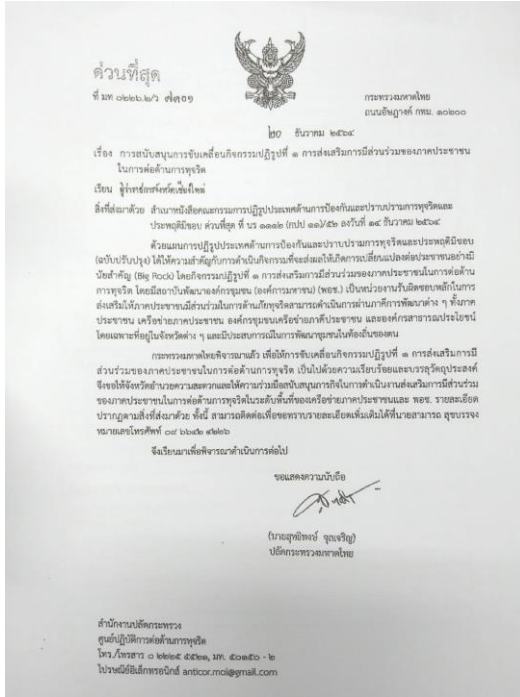 ด่วนที่สุด
ที่ มท ๐๒๒๖.๒/ว ๗๓๐๑
กระทรวงมหาดไทย
ถนนอัษฎางค์ กทม. ๑๐๒๐๐
๒๐ ธันวาคม ๒๕๖๔
เรื่อง การสนับสนุนการขับเคลื่อนกิจกรรมปฏิรูปที่ ๑ การส่งเสริมการมีส่วนร่วมของภาคประชาชน
ในการต่อต้านการทุจริต
เรียน ผู้ว่าราชการจังหวัดเชียงใหม่
สิ่งที่ส่งมาด้วย สำเนาหนังสือคณะกรรมการปฏิรูปประเทศด้านการป้องกันและปราบปรามการทุจริตและ
ประพฤติมิชอบ ด่วนที่สุด ที่ นร ๑๑๑๒ (กปป ๑๑)/๕๒ ลงวันที่ ๑๔ ธันวาคม ๒๕๖๔
ด้วยแผนการปฏิรูปประเทศด้านการป้องกันและปราบปรามการทุจริตและประพฤติมิชอบ
(ฉบับปรับปรุง) ได้ให้ความสำคัญกับการดำเนินกิจกรรมที่จะส่งผลให้เกิดการเปลี่ยนแปลงต่อประชาชนอย่างมี
นัยสำคัญ (Big Rock) โดยกิจกรรมปฏิรูปที่ ๑ การส่งเสริมการมีส่วนร่วมของภาคประชาชนในการต่อต้าน
การทุจริต โดยมีสถาบันพัฒนาองค์กรชุมชน (องค์การมหาชน) (พอช.) เป็นหน่วยงานรับผิดชอบหลักในการ
ส่งเสริมให้ภาคประชาชนมีส่วนร่วมในการต้านภัยทุจริตสามารถดำเนินการผ่านภาคีการพัฒนาต่าง ๆ ทั้งภาค
ประชาชน เครือข่ายภาคประชาชน องค์กรชุมชนเครือข่ายภาคีประชาชน และองค์กรสาธารณประโยชน์
โดยเฉพาะที่อยู่ในจังหวัดต่าง ๆ และมีประสบการณ์ในการพัฒนาชุมชนในท้องถิ่นของตน
กระทรวงมหาดไทยพิจารณาแล้ว เพื่อให้การขับเคลื่อนกิจกรรมปฏิรูปที่ ๑ การส่งเสริมการมี
ส่วนร่วมของภาคประชาชนในการต่อต้านการทุจริต เป็นไปด้วยความเรียบร้อยและบรรลุวัตถุประสงค์
จึงขอให้จังหวัดอำนวยความสะดวกและให้ความร่วมมือสนับสนุนภารกิจในการดำเนินงานส่งเสริมการมีส่วนร่วม
ของภาคประชาชนในการต่อต้านการทุจริตในระดับพื้นที่ของเครือข่ายภาคประชาชนและ พอช. รายละเอียด
ปรากฏตามสิ่งที่ส่งมาด้วย ทั้งนี้ สามารถติดต่อเพื่อขอทราบรายละเอียดเพิ่มเติมได้ที่นายสามารถ สุขบรรจง
หมายเลขโทรศัพท์
จึงเรียนมาเพื่อพิจารณาดำเนินการต่อไป
ขอแสดงความนับถือ
(นายสุทธิพงษ์ จุลเจริญ)
ปลัดกระทรวงมหาดไทย
สำนักงานปลัดกระทรวง
ศูนย์ปฏิบัติการต่อต้านการทุจริต
โทร./โทรสาร
ไปรษณีย์อิเล็กทรอนิกส์ anticor.moi@gmail.com